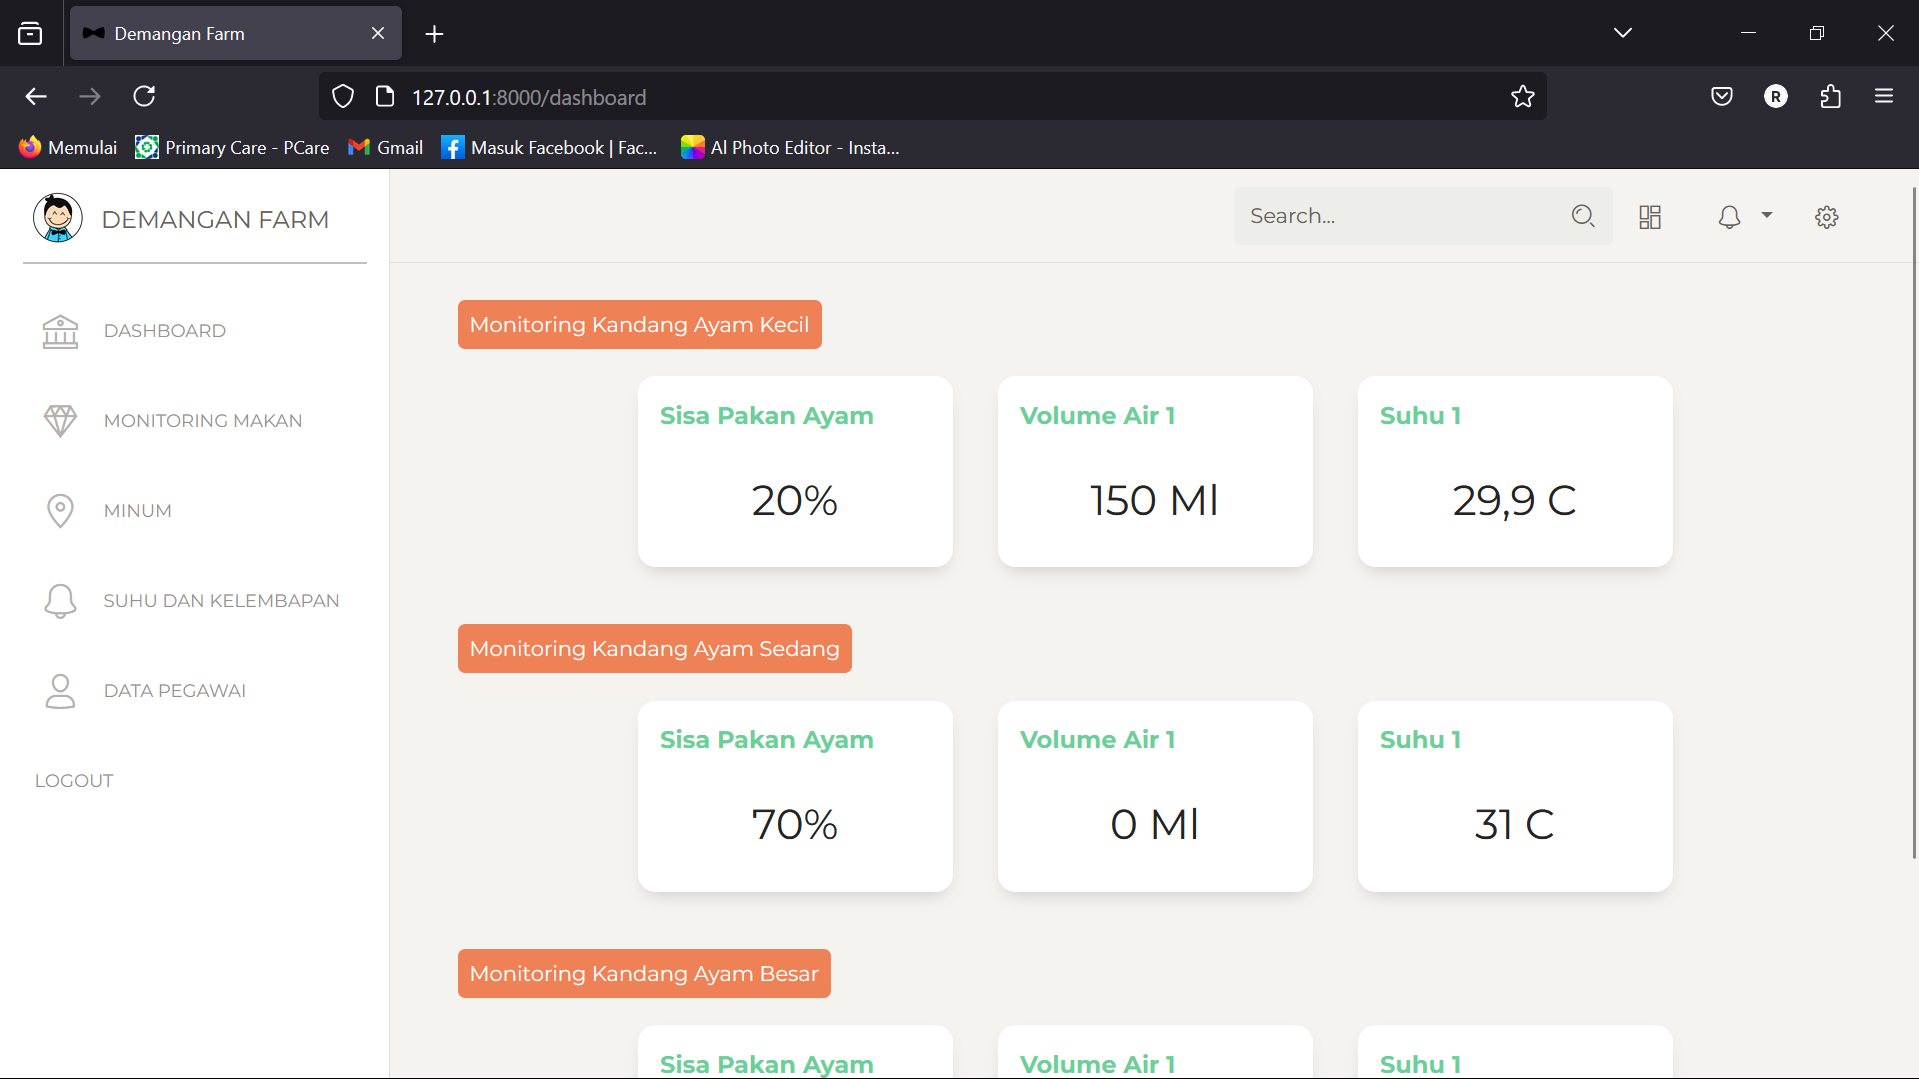 Demangan Farm
127.0.0.1:8000/dashboard
R
Memulai
Primary Care - PCare
Gmail
Masuk Facebook | Fac...
AI Photo Editor - Insta...
DEMANGAN FARM
Search...
DASHBOARD
MONITORING MAKAN
MINUM
SUHU DAN KELEMBAPAN
DATA PEGAWAI
LOGOUT
Monitoring Kandang Ayam Kecil
Sisa Pakan Ayam
20%
Volume Air 1
150 Ml
Suhu 1
29,9 C
Monitoring Kandang Ayam Sedang
Sisa Pakan Ayam
70%
Volume Air 1
0 Ml
Suhu 1
31 C
Monitoring Kandang Ayam Besar
Sisa Pakan Ayam
Volume Air 1
Suhu 1